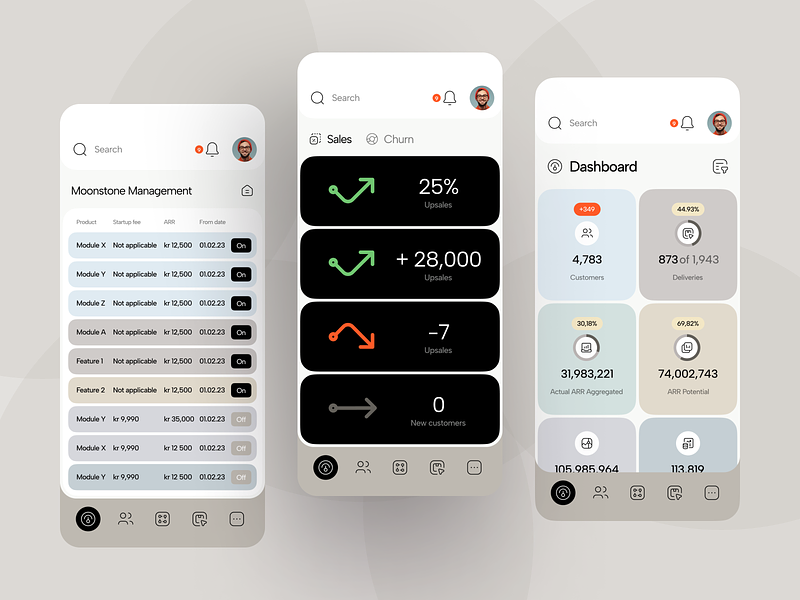 Search
9
Moonstone Management
Product Startup fee ARR From date
Module X Not applicable kr 12,500 01.02.23 On
Module Y Not applicable kr 12,500 01.02.23 On
Module Z Not applicable kr 12,500 01.02.23 On
Module A Not applicable kr 12,500 01.02.23 On
Feature 1 Not applicable kr 12,500 01.02.23 On
Feature 2 Not applicable kr 12,500 01.02.23 On
Module Y kr 9,990 kr 35,000 01.02.23 Off
Module X kr 9,990 kr 12 500 01.02.23 Off
Module Y kr 9,990 kr 12 500 01.02.23 Off
Search
9
Sales Churn
25%
Upsales
+ 28,000
Upsales
-7
Upsales
0
New customers
Search
9
Dashboard
+349
4,783
Customers
44.93%
873 of 1,943
Deliveries
30,18%
31,983,221
Actual ARR Aggregated
69,82%
74,002,743
ARR Potential
105,985,964
113,819